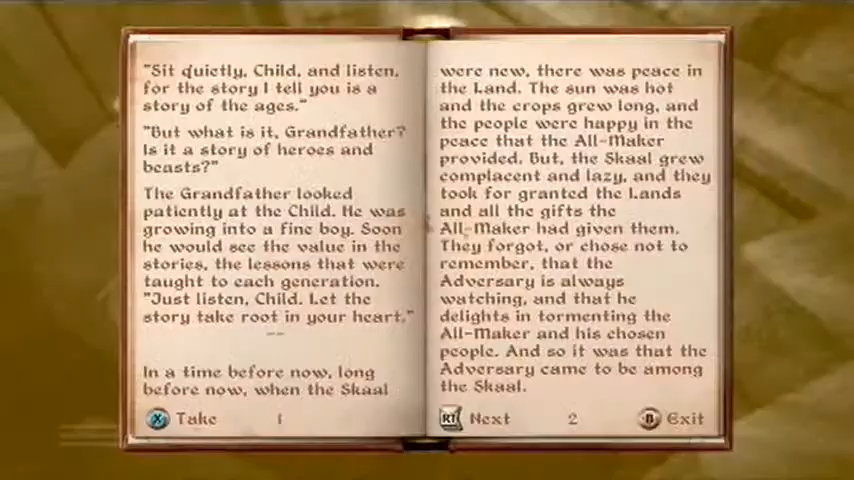 "Sit quietly, Child, and listen,
for the story I tell you is a
story of the ages."
"But what is it, Grandfather?
Is it a story of heroes and
beasts?"
The Grandfather looked
patiently at the Child. He was
growing into a fine boy. Soon
he would see the value in the
stories, the lessons that were
taught to each generation.
"Just listen, Child. Let the
story take root in your heart."
--
In a time before now, long
before now, when the Skaal
X Take 1
were new, there was peace in
the Land. The sun was hot
and the crops grew long, and
the people were happy in the
peace that the All-Maker
provided. But, the Skaal grew
complacent and lazy, and they
took for granted the Lands
and all the gifts the
All-Maker had given them.
They forgot, or chose not to
remember, that the
Adversary is always
watching, and that he
delights in tormenting the
All-Maker and his chosen
people. And so it was that the
Adversary came to be among
the Skaal.
RT Next 2 B Exit